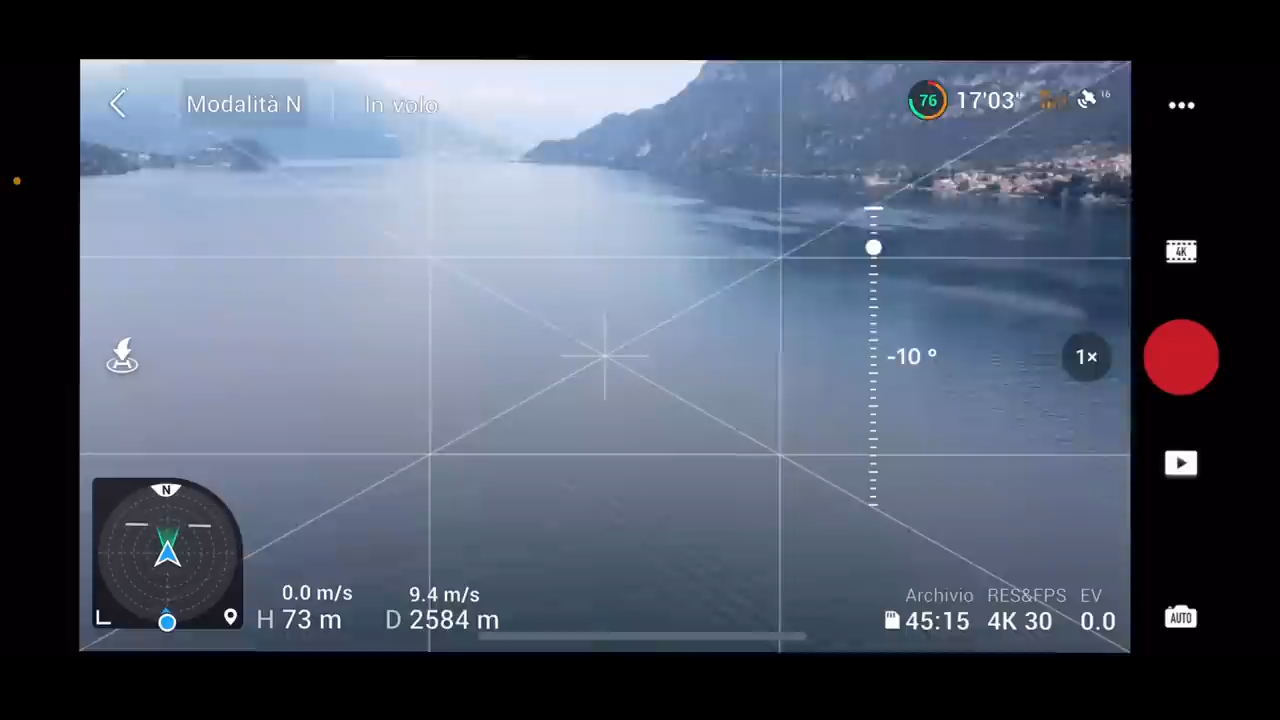 Modalità N
In volo
76
17'03"
16
4K
-10 °
1×
N
0.0 m/s
9.4 m/s
H 73 m
D 2584 m
Archivio
RES&FPS
EV
45:15
4K 30
0.0
AUTO